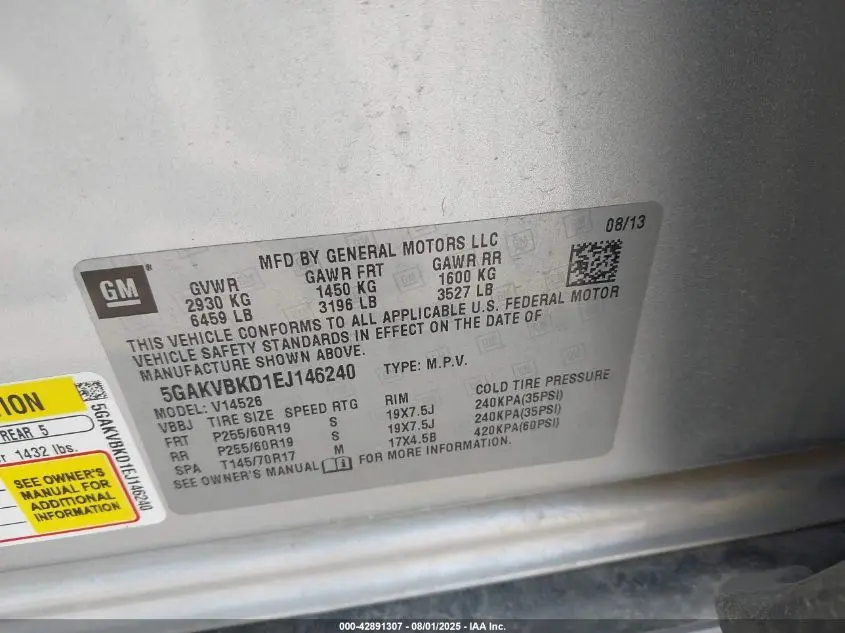 08/13
MFD BY GENERAL MOTORS LLC
GM
GVWR GAWR FRT GAWR RR
2930 KG 1450 KG 1600 KG
6459 LB 3196 LB 3527 LB
THIS VEHICLE CONFORMS TO ALL APPLICABLE U.S. FEDERAL MOTOR
VEHICLE SAFETY STANDARDS IN EFFECT ON THE DATE OF
MANUFACTURE SHOWN ABOVE.
5GAKVBKD1EJ146240 TYPE: M.P.V.
MODEL: V14526
VBBJ TIRE SIZE SPEED RTG RIM COLD TIRE PRESSURE
FRT P255/60R19 S 19X7.5J 240KPA(35PSI)
RR P255/60R19 S 19X7.5J 240KPA(35PSI)
SPA T145/70R17 M 17X4.5B 420KPA(60PSI)
SEE OWNER'S MANUAL FOR MORE INFORMATION.
REAR 5
1432 lbs.
SEE OWNER'S
MANUAL FOR
ADDITIONAL
INFORMATION
5GAKVBKD1EJ146240
000-42891307 - 08/01/2025 - IAA Inc.